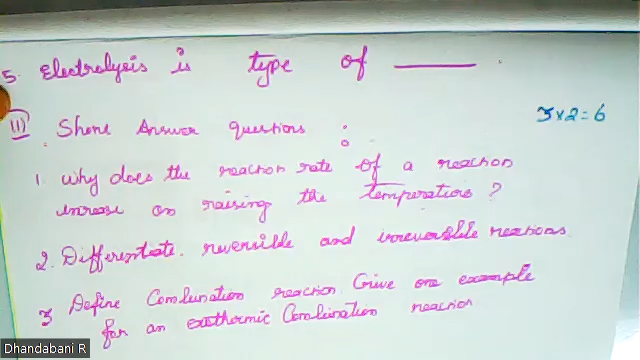 5. Electrolysis is type of ______.
II) Short Answer questions : 3x2=6
1. Why does the reaction rate of a reaction
increase on raising the temperature ?
2. Differentiate. reversible and irreversible reactions.
3 Define Combination reaction. Give one example
for an exothermic Combination reaction
Dhandabani R